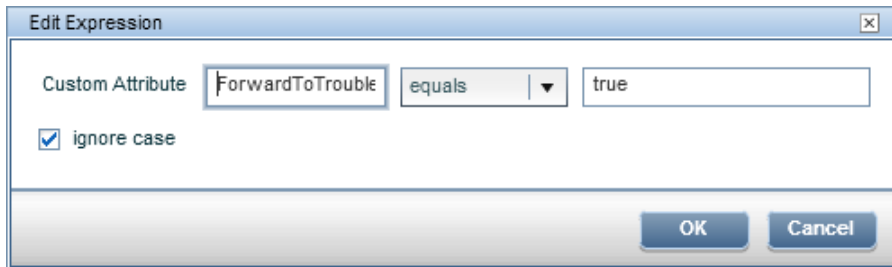 Edit Expression
Custom Attribute ForwardToTrouble equals true
ignore case
OK Cancel